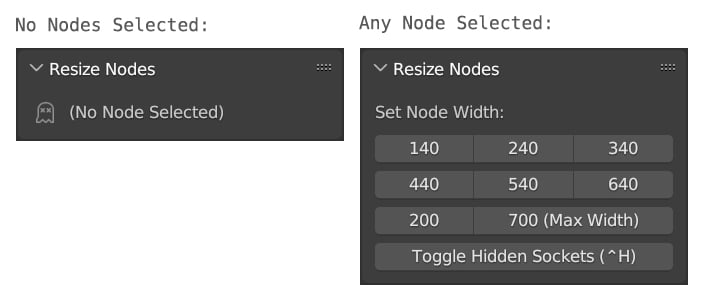 No Nodes Selected:
Resize Nodes
(No Node Selected)
Any Node Selected:
Resize Nodes
Set Node Width:
140 240 340
440 540 640
200 700 (Max Width)
Toggle Hidden Sockets (^H)